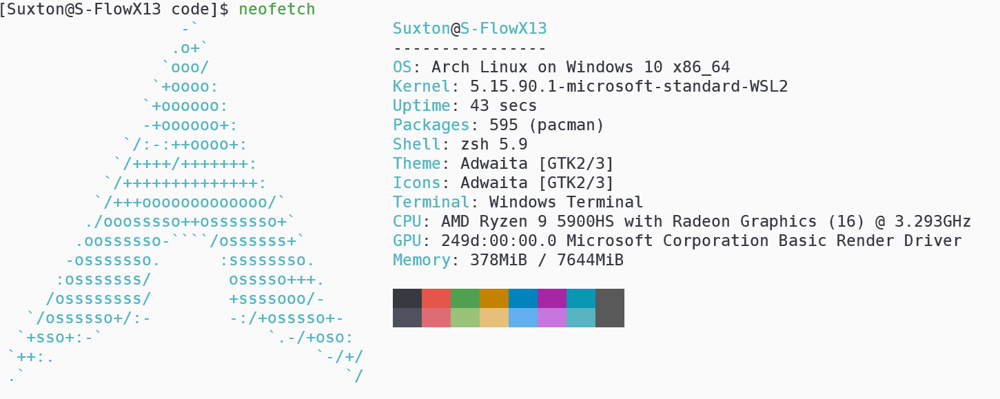 [Suxton@S-FlowX13 code]$ neofetch
                   -`                    Suxton@S-FlowX13
                  .o+`                   ----------------
                 `ooo/                   OS: Arch Linux on Windows 10 x86_64
                `+oooo:                  Kernel: 5.15.90.1-microsoft-standard-WSL2
               `+oooooo:                 Uptime: 43 secs
               -+oooooo+:                Packages: 595 (pacman)
             `/:-:++oooo+:               Shell: zsh 5.9
            `/++++/+++++++:              Theme: Adwaita [GTK2/3]
           `/++++++++++++++:             Icons: Adwaita [GTK2/3]
          `/+++ooooooooooooo/`           Terminal: Windows Terminal
         ./ooosssso++osssssso+`          CPU: AMD Ryzen 9 5900HS with Radeon Graphics (16) @ 3.293GHz
        .oossssso-````/ossssss+`         GPU: 249d:00:00.0 Microsoft Corporation Basic Render Driver
       -osssssso.      :ssssssso.        Memory: 378MiB / 7644MiB
      :osssssss/        osssso+++.
     /ossssssss/        +ssssooo/-
   `/ossssso+/:-        -:/+osssso+-
  `+sso+:-`                 `.-/+oso:
 `++:.                           `-/+/
 .`                                 `/